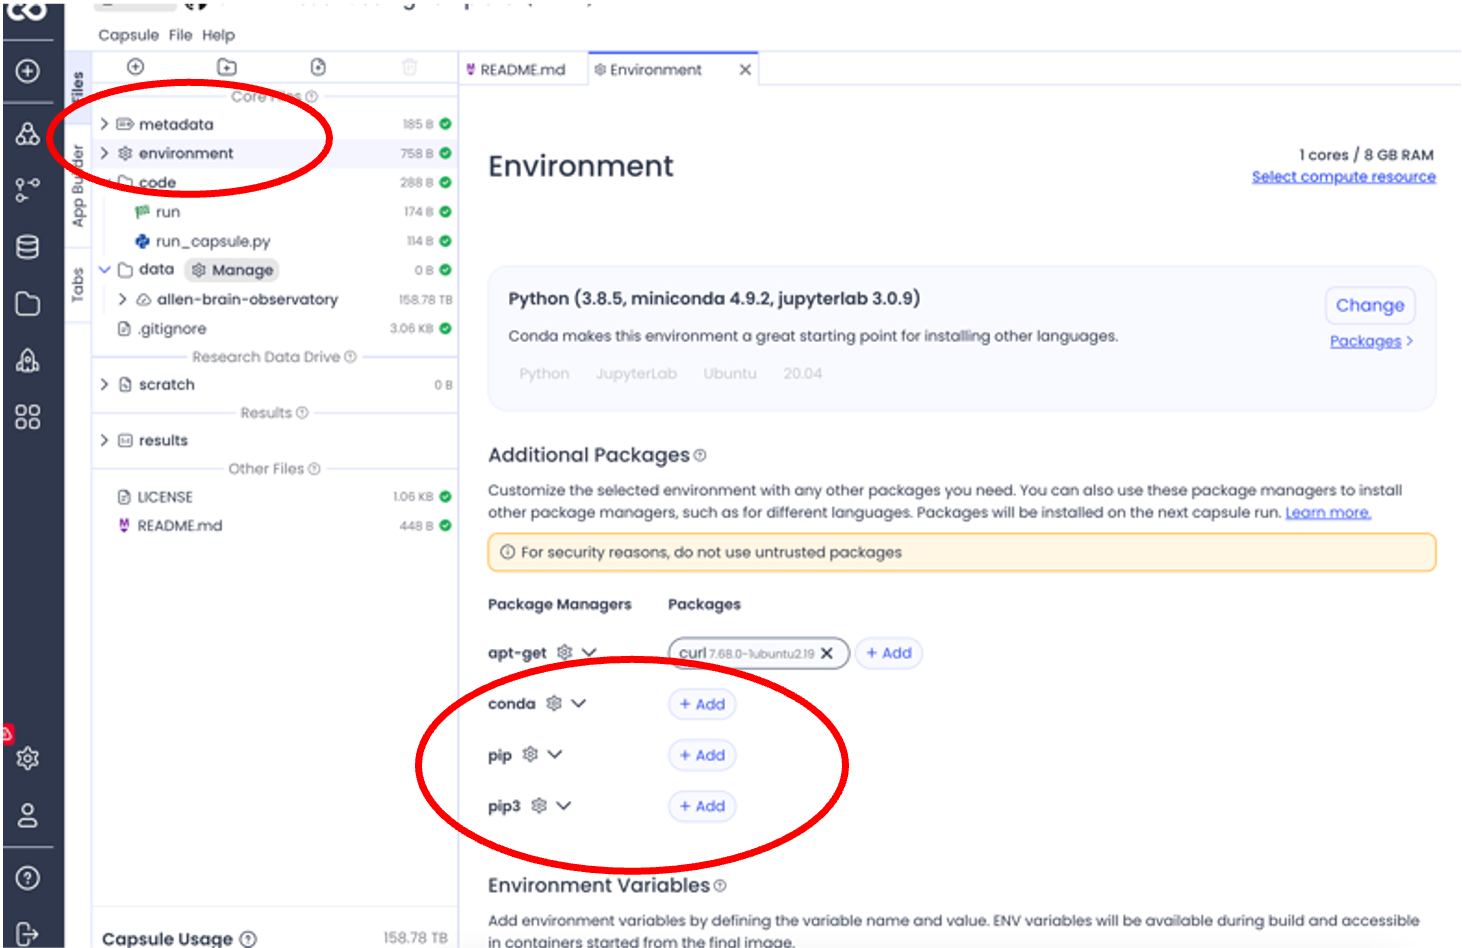 Capsule File Help
Files
App Builder
Tabs
Core Files
metadata 185 B
environment 758 B
code 288 B
run 174 B
run_capsule.py 114 B
data Manage 0 B
allen-brain-observatory 158.78 TB
.gitignore 3.06 KB
Research Data Drive
scratch 0 B
Results
results
Other Files
LICENSE 1.06 KB
README.md 448 B
Capsule Usage 158.78 TB
README.md Environment
Environment
1 cores / 8 GB RAM
Select compute resource
Python (3.8.5, miniconda 4.9.2, jupyterlab 3.0.9)
Change
Conda makes this environment a great starting point for installing other languages.
Packages >
Python JupyterLab Ubuntu 20.04
Additional Packages
Customize the selected environment with any other packages you need. You can also use these package managers to install
other package managers, such as for different languages. Packages will be installed on the next capsule run. Learn more.
For security reasons, do not use untrusted packages
Package Managers Packages
apt-get curl 7.68.0-1ubuntu2.19 + Add
conda + Add
pip + Add
pip3 + Add
Environment Variables
Add environment variables by defining the variable name and value. ENV variables will be available during build and accessible
in containers started from the final image.